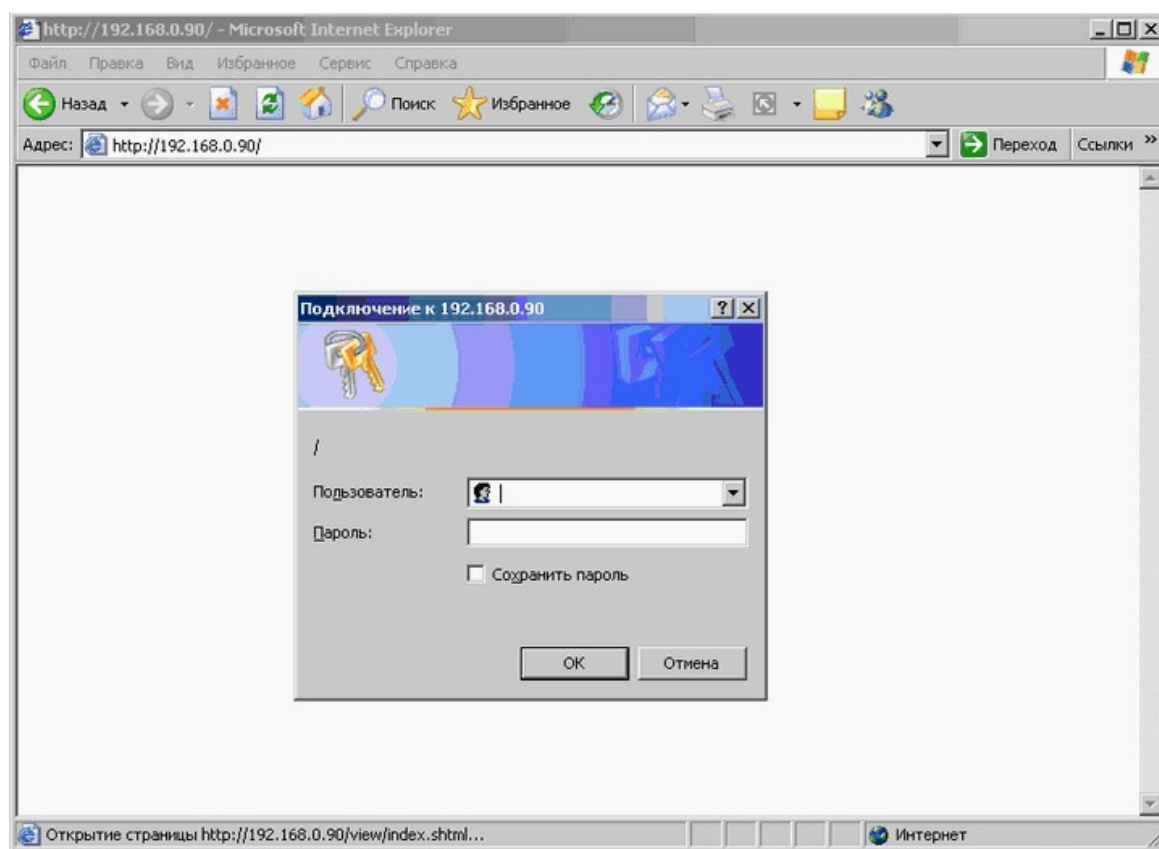 http://192.168.0.90/ - Microsoft Internet Explorer
Файл Правка Вид Избранное Сервис Справка
Назад Поиск Избранное
Адрес: http://192.168.0.90/ Переход Ссылки »
Подключение к 192.168.0.90
/
Пользователь:
Пароль:
Сохранить пароль
OK Отмена
Открытие страницы http://192.168.0.90/view/index.shtml... Интернет